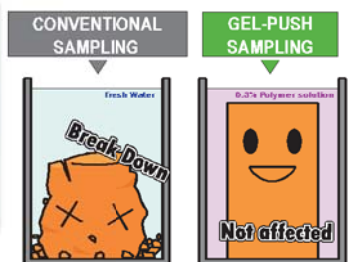 CONVENTIONAL
SAMPLING
GEL-PUSH
SAMPLING
Fresh Water
Break Down
0.3% Polymer solution
Not affected